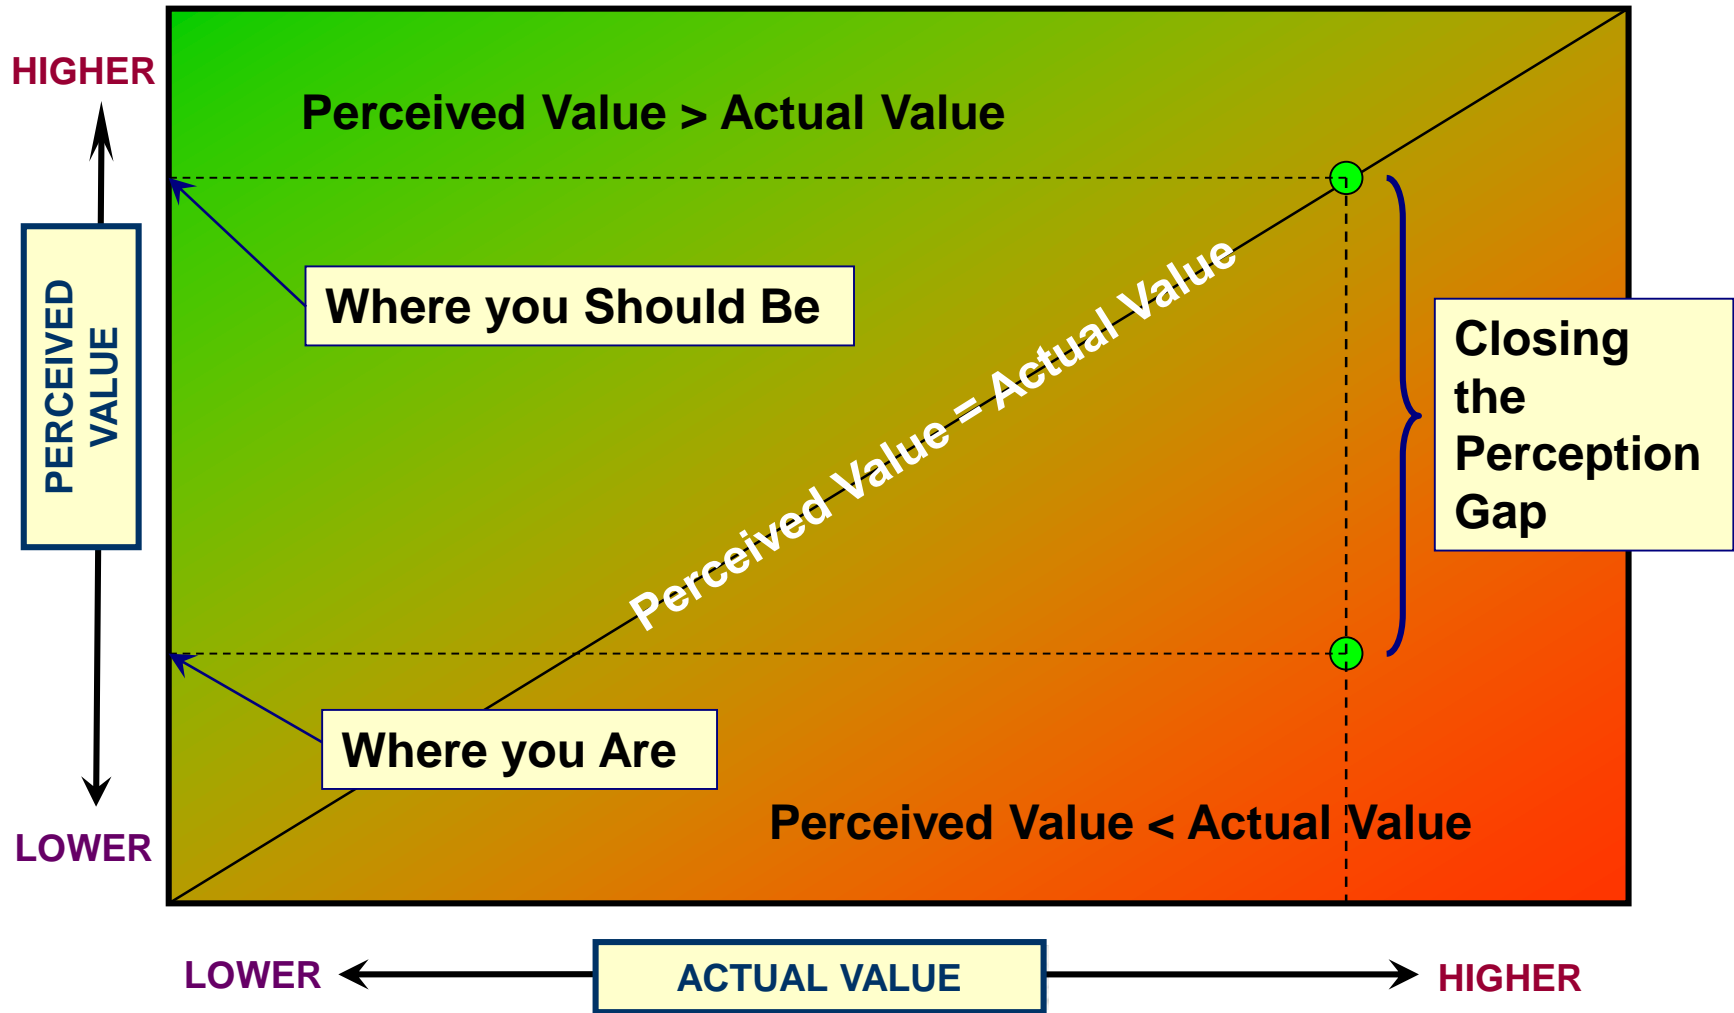 HIGHER
Perceived Value > Actual Value
Where you Should Be
PERCEIVED
VALUE
Perceived Value = Actual Value
Closing
the
Perception
Gap
Where you Are
Perceived Value < Actual Value
LOWER
LOWER
ACTUAL VALUE
HIGHER